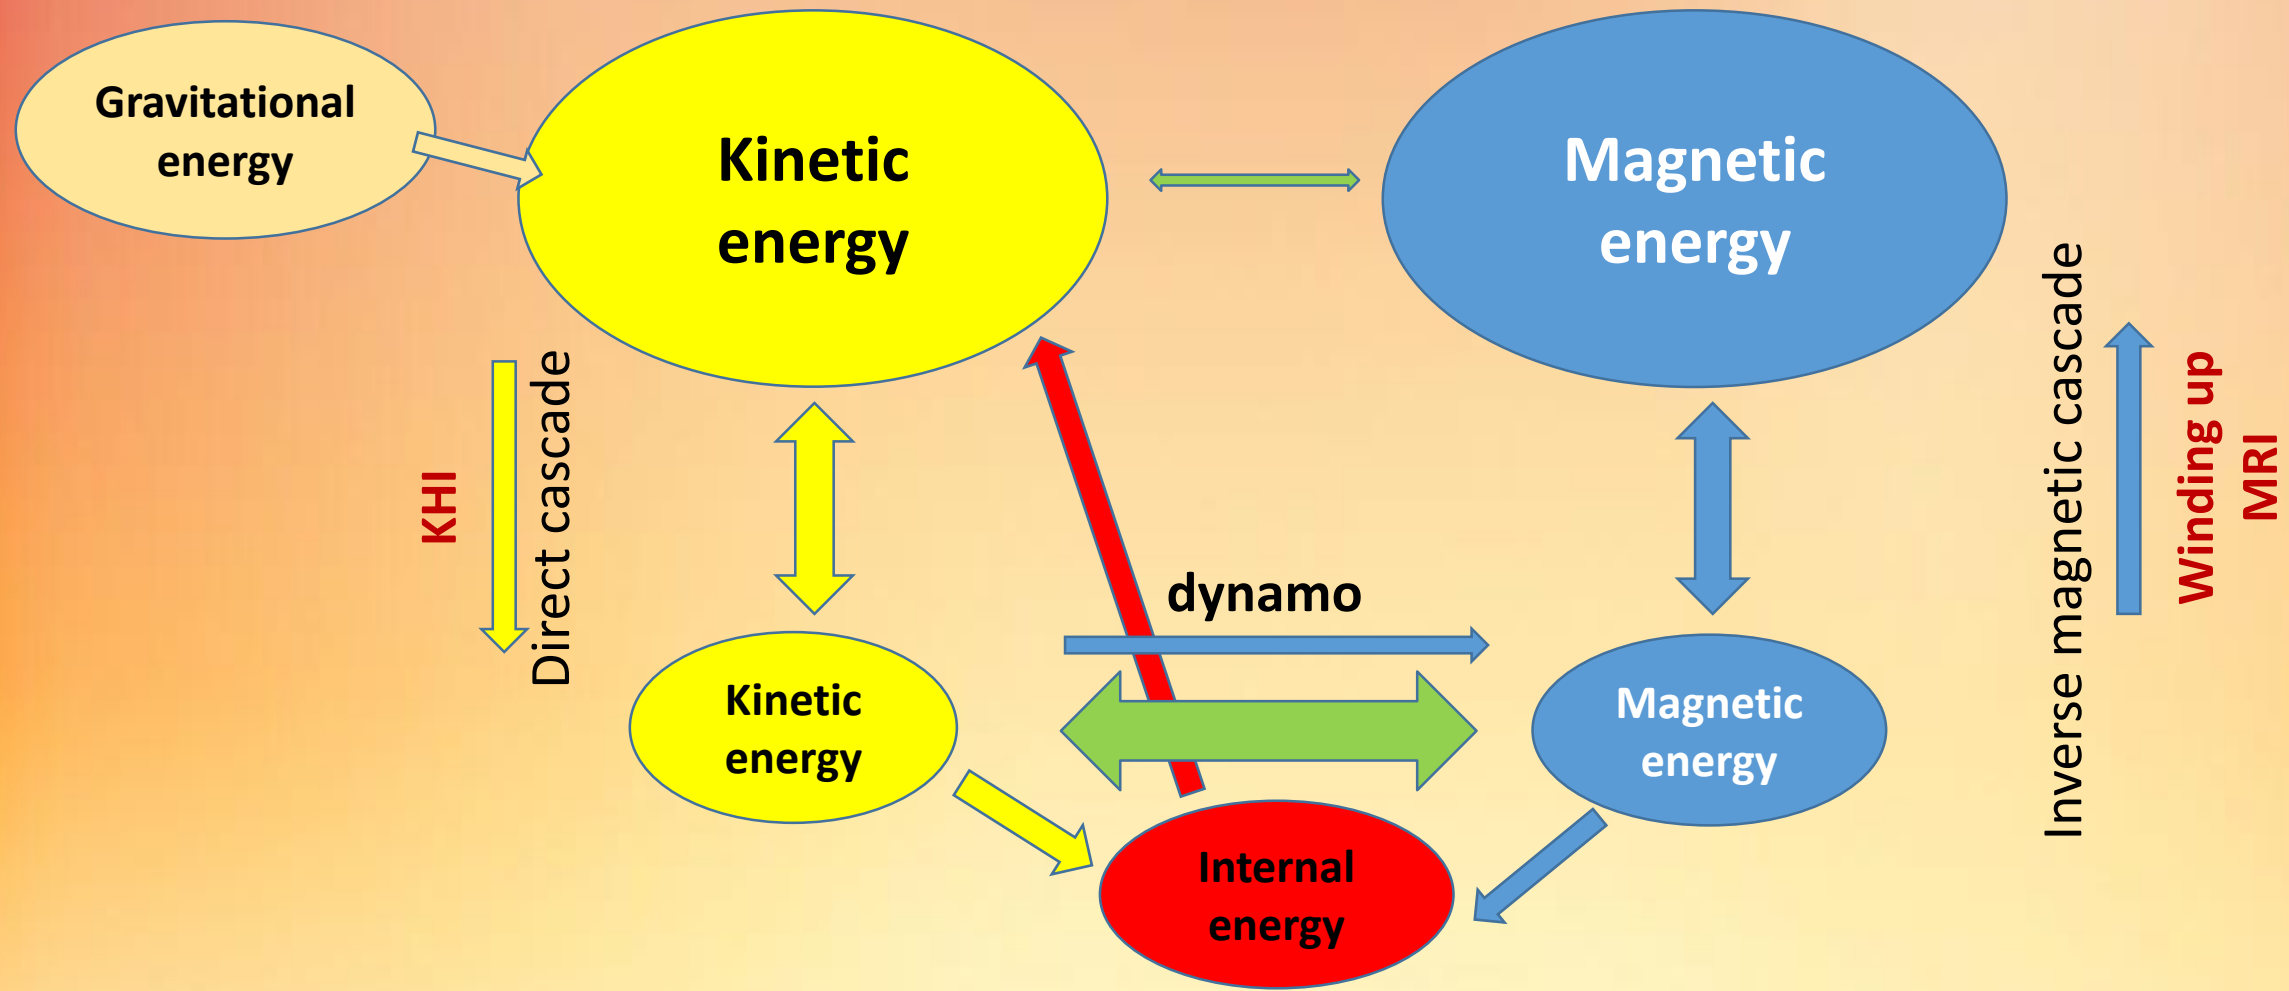 Gravitational
energy
Kinetic
energy
Magnetic
energy
KHI
Direct cascade
dynamo
Inverse magnetic cascade
Winding up
MRI
Kinetic
energy
Magnetic
energy
Internal
energy